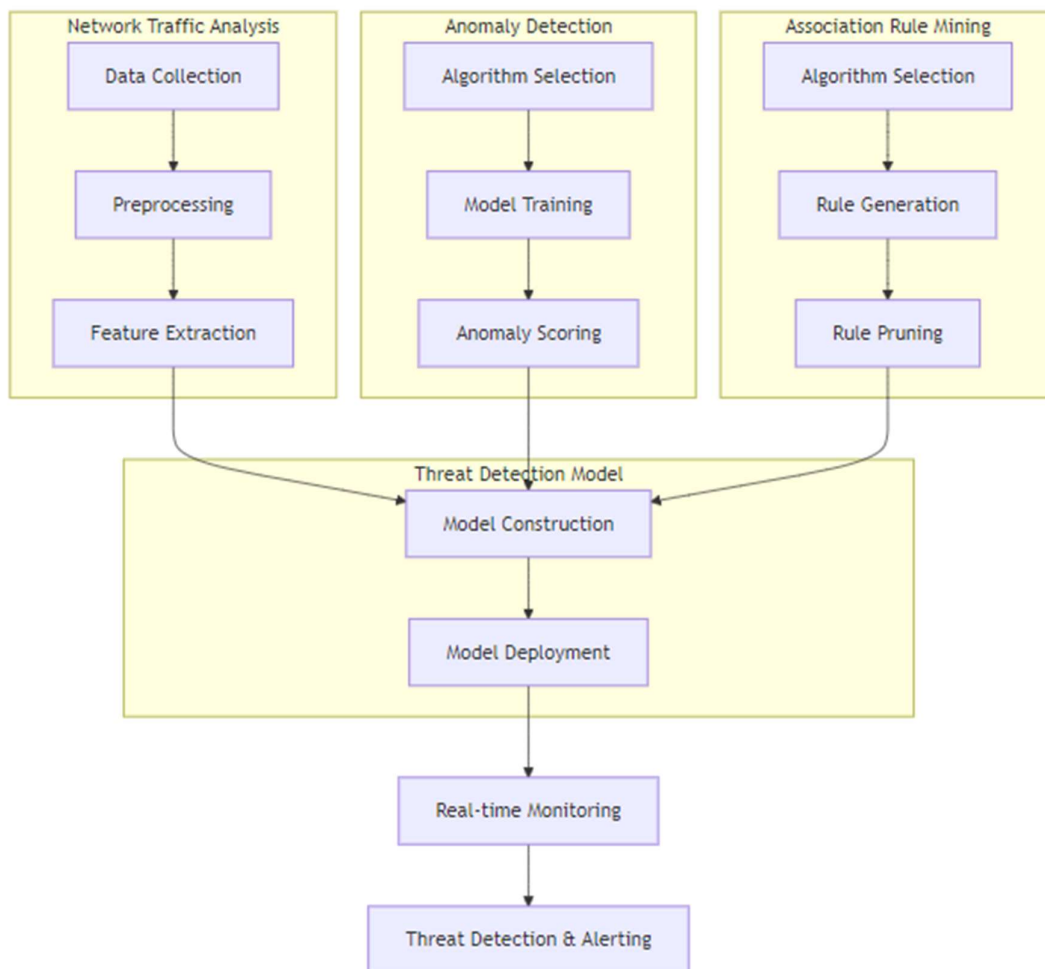 Network Traffic Analysis
Data Collection
Preprocessing
Feature Extraction
Anomaly Detection
Algorithm Selection
Model Training
Anomaly Scoring
Association Rule Mining
Algorithm Selection
Rule Generation
Rule Pruning
Threat Detection Model
Model Construction
Model Deployment
Real-time Monitoring
Threat Detection & Alerting